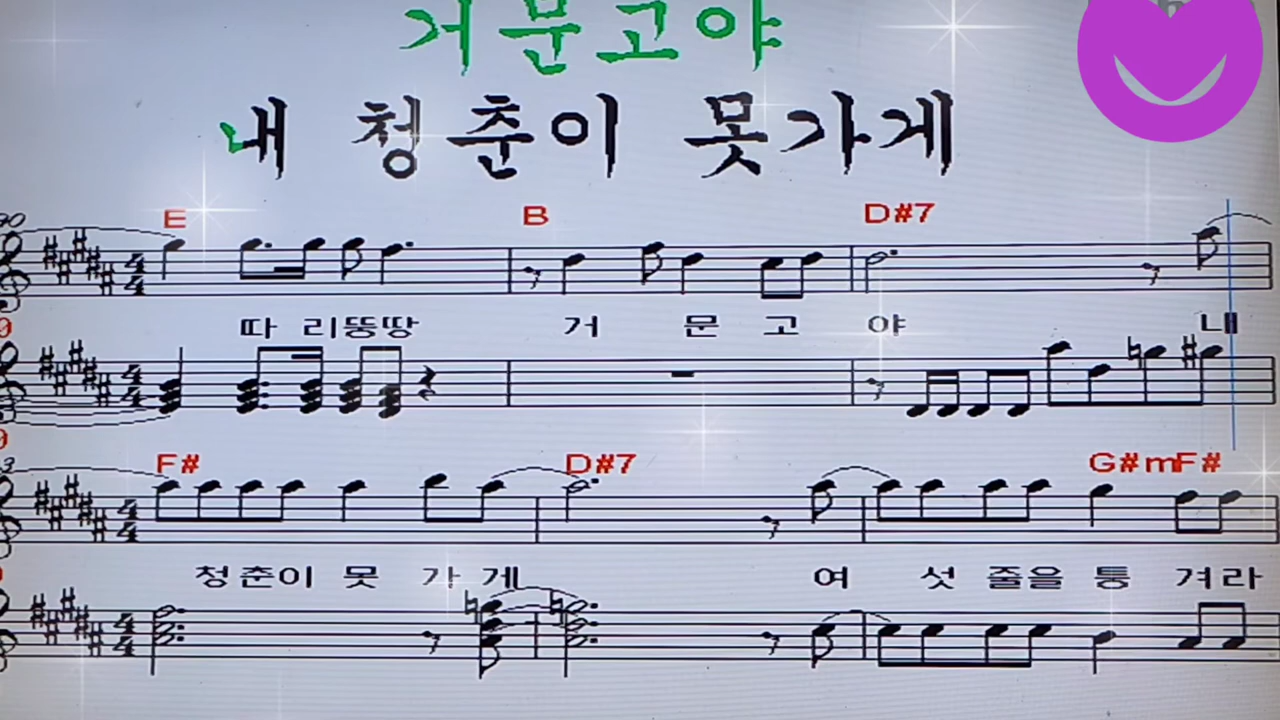 거문고야
내 청춘이 못가게
E B D#7
따 리뚱땅 거 문 고 야 내
F# D#7 G#mF#
청춘이 못 가 게 여 섯 줄을 퉁 겨라